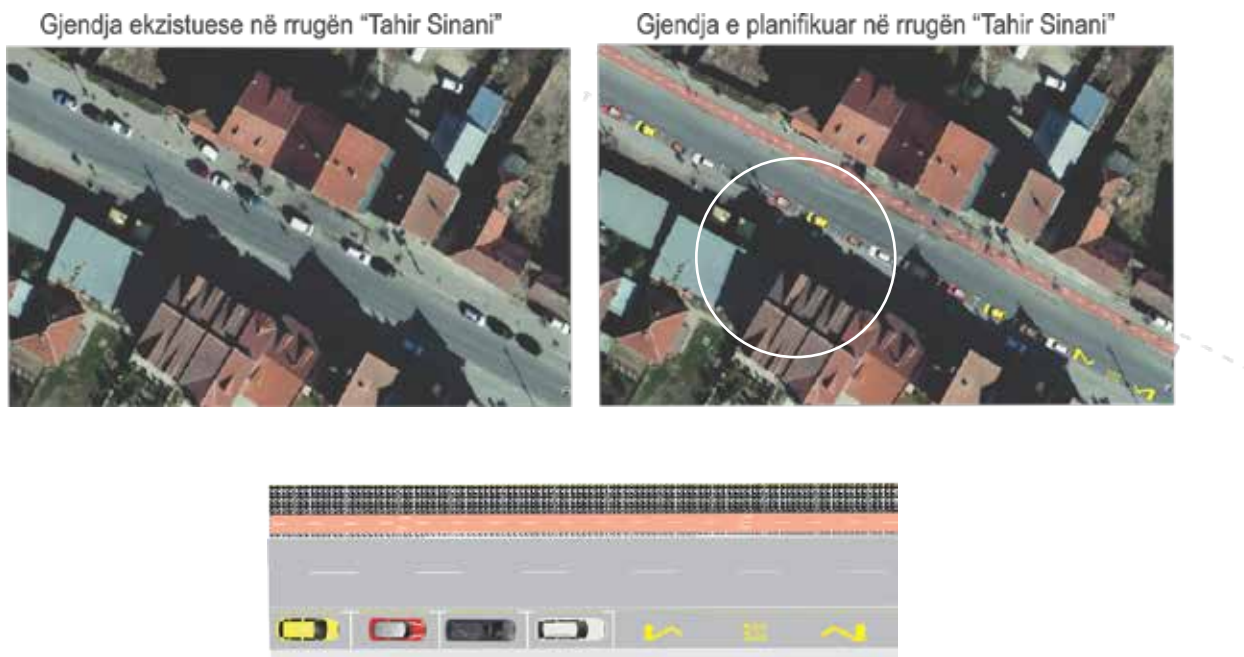 Gjendja ekzistuese në rrugën “Tahir Sinani”
Gjendja e planifikuar në rrugën “Tahir Sinani”